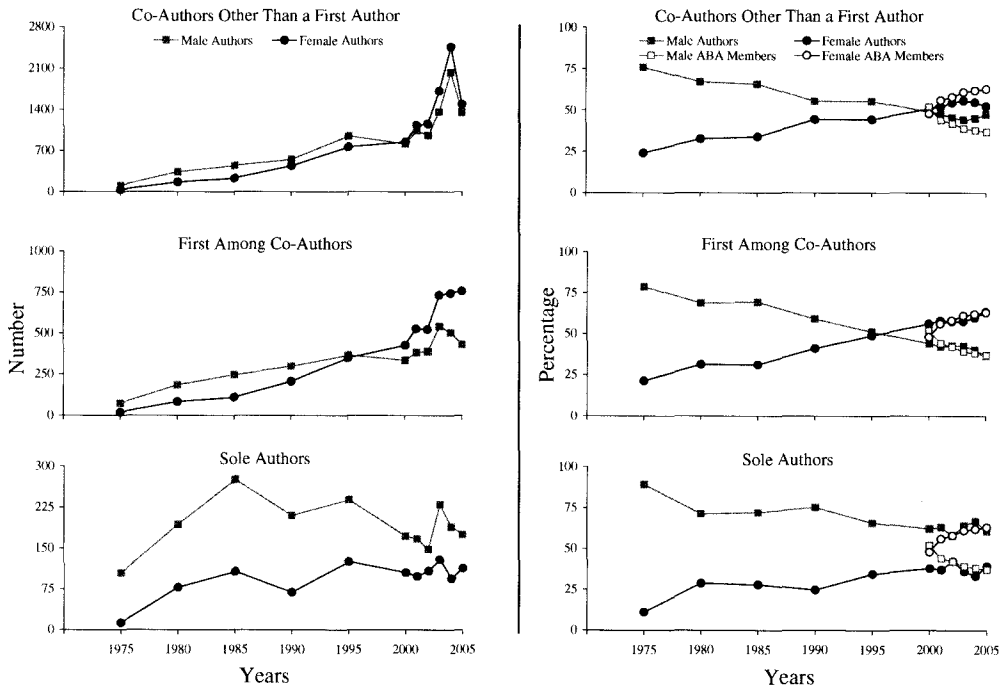 Co-Authors Other Than a First Author
2800
2100
1400
700
0
Male Authors
Female Authors
First Among Co-Authors
1000
750
500
250
0
Number
Sole Authors
300
225
150
75
0
1975 1980 1985 1990 1995 2000 2005
Years
Co-Authors Other Than a First Author
100
75
50
25
0
Male Authors
Female Authors
Male ABA Members
Female ABA Members
First Among Co-Authors
100
75
50
25
0
Percentage
Sole Authors
100
75
50
25
0
1975 1980 1985 1990 1995 2000 2005
Years